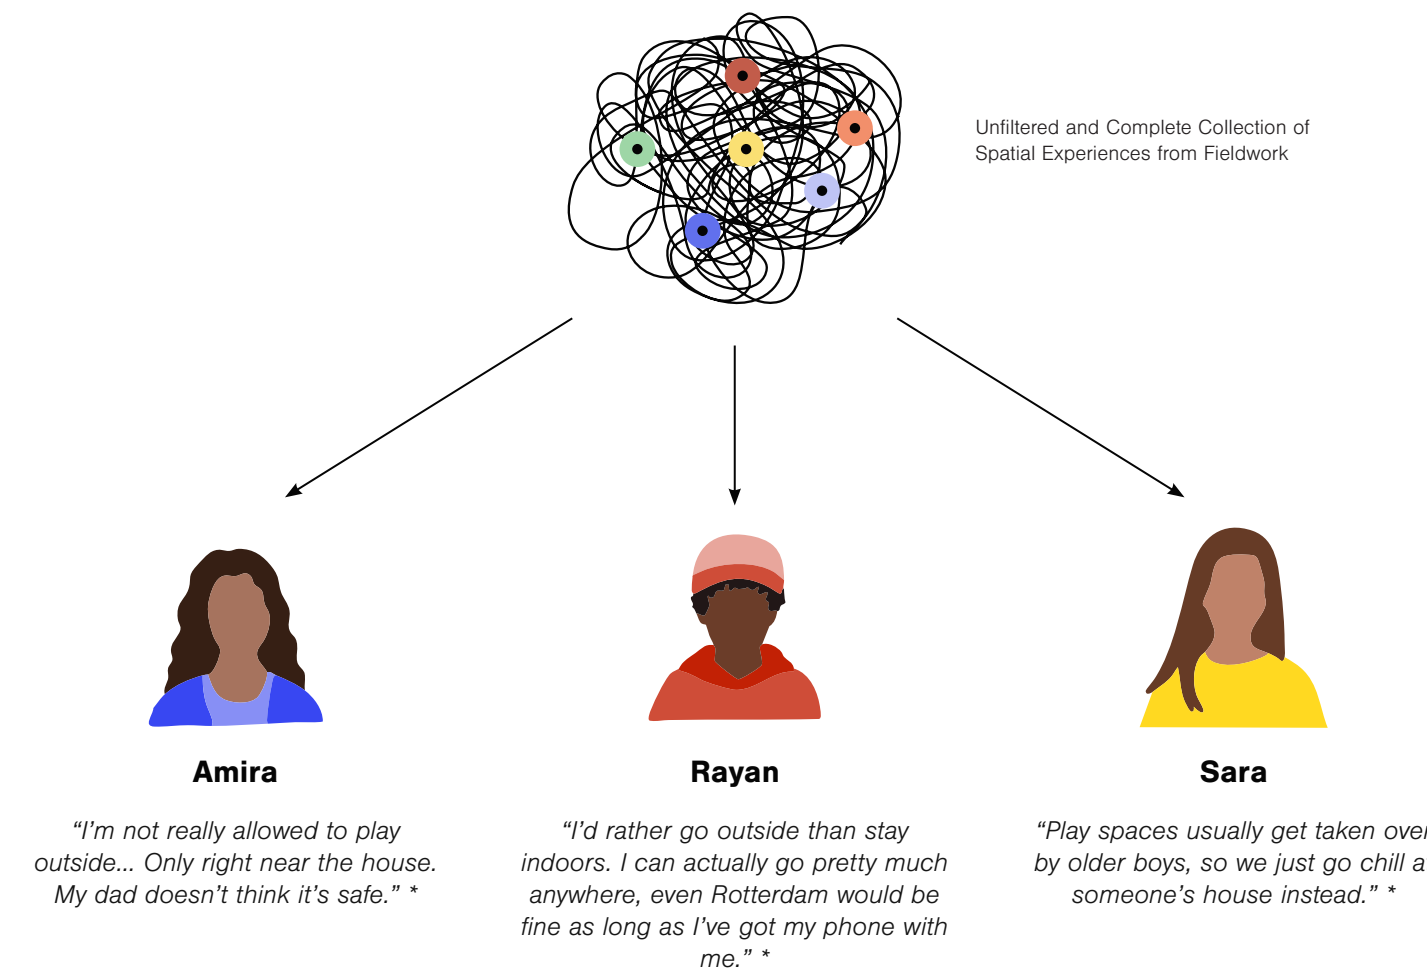 Unfiltered and Complete Collection of
Spatial Experiences from Fieldwork
Amira
“I’m not really allowed to play
outside... Only right near the house.
My dad doesn’t think it’s safe.” *
Rayan
“I’d rather go outside than stay
indoors. I can actually go pretty much
anywhere, even Rotterdam would be
fine as long as I’ve got my phone with
me.” *
Sara
“Play spaces usually get taken over
by older boys, so we just go chill a
someone’s house instead.” *